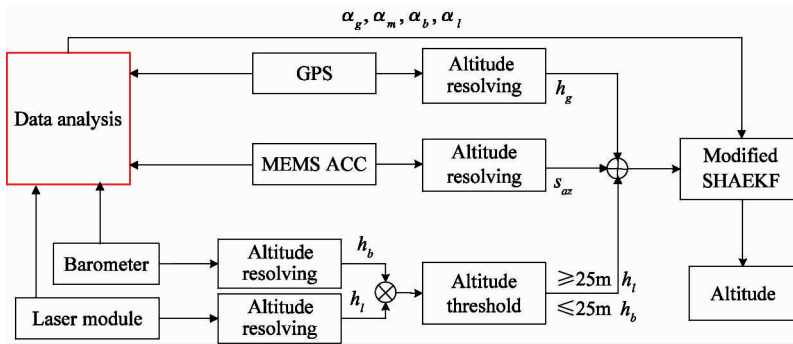 α_g, α_m, α_b, α_l
Data analysis
GPS
Altitude
resolving
h_g
MEMS ACC
Altitude
resolving
s_az
Modified
SHAEKF
Barometer
Altitude
resolving
h_b
Laser module
Altitude
resolving
h_l
Altitude
threshold
≥25m h_l
≤25m h_b
Altitude